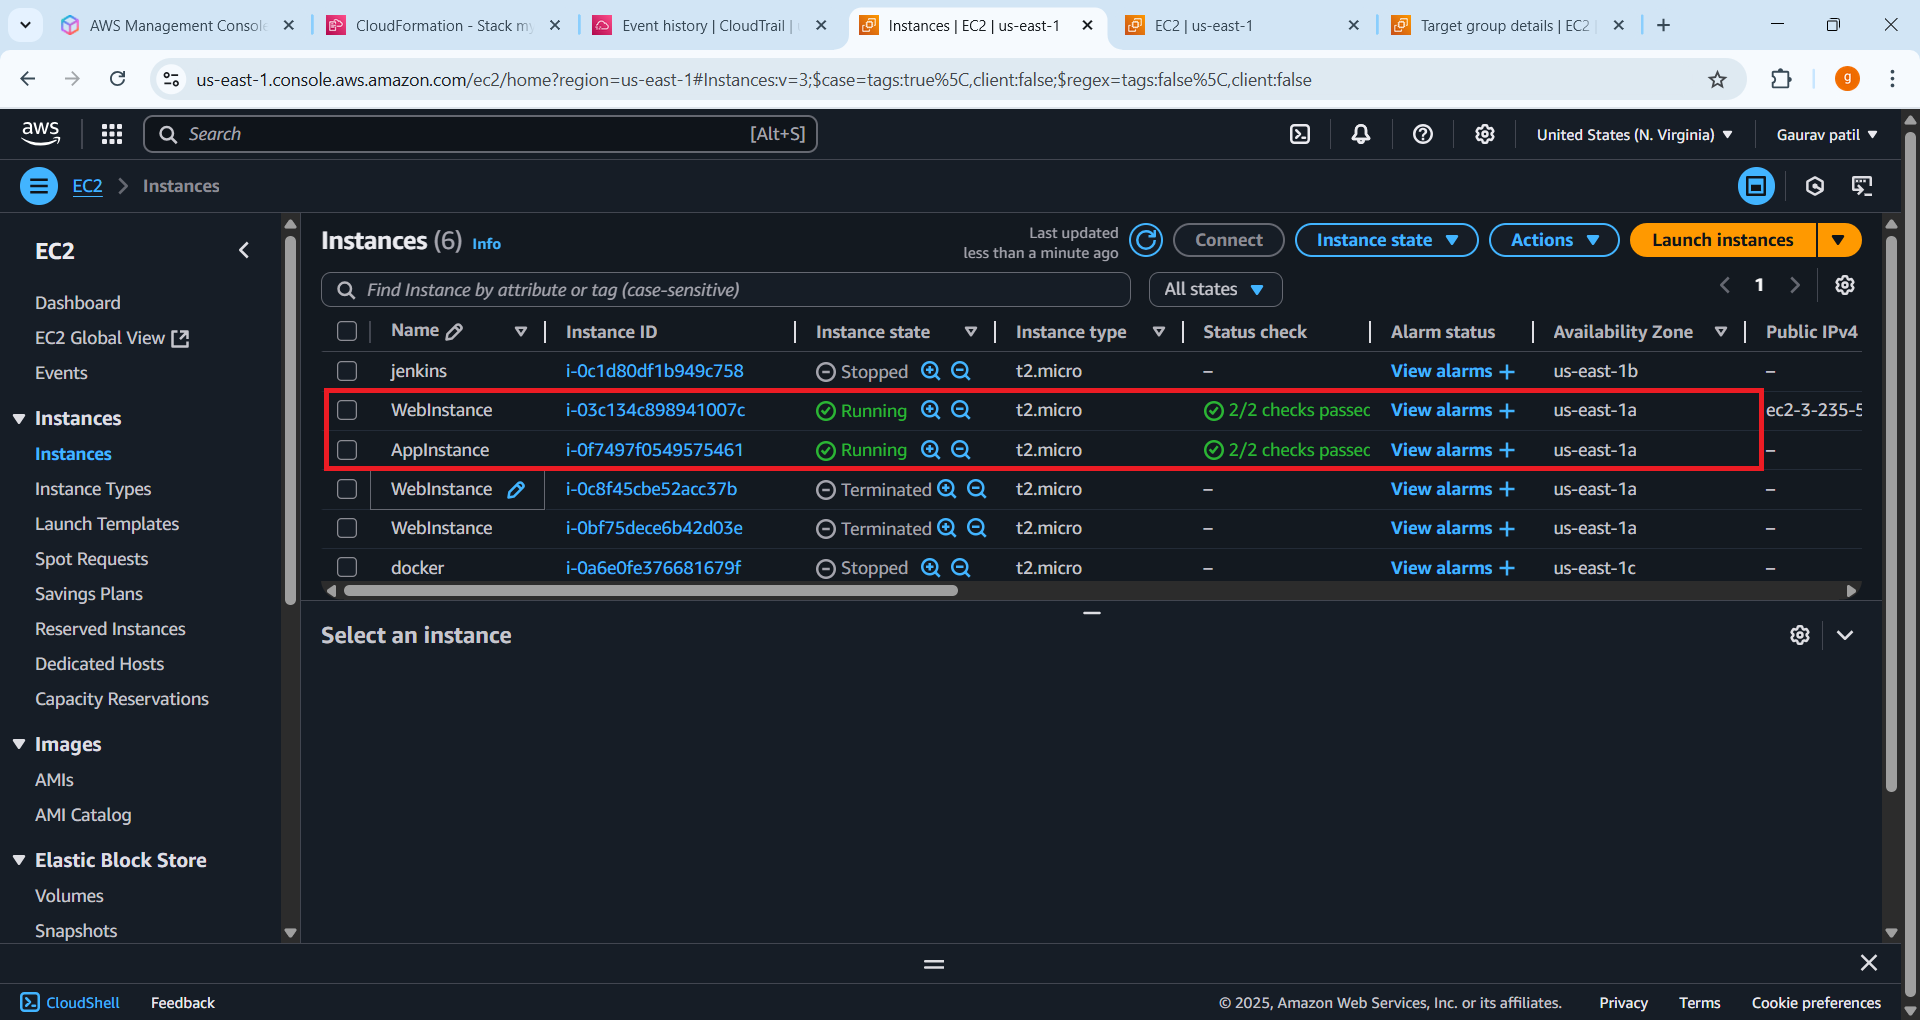 AWS Management Console
CloudFormation - Stack my
Event history | CloudTrail |
Instances | EC2 | us-east-1
EC2 | us-east-1
Target group details | EC2 |
us-east-1.console.aws.amazon.com/ec2/home?region=us-east-1#Instances:v=3;$case=tags:true%5C,client:false;$regex=tags:false%5C,client:false
g
aws
Search
[Alt+S]
United States (N. Virginia)
Gaurav patil
EC2
Instances
EC2
Dashboard
EC2 Global View
Events
Instances
Instances
Instance Types
Launch Templates
Spot Requests
Savings Plans
Reserved Instances
Dedicated Hosts
Capacity Reservations
Images
AMIs
AMI Catalog
Elastic Block Store
Volumes
Snapshots
Instances (6) Info
Last updated
less than a minute ago
Connect
Instance state
Actions
Launch instances
Find Instance by attribute or tag (case-sensitive)
All states
1
Name Instance ID Instance state Instance type Status check Alarm status Availability Zone Public IPv4
jenkins i-0c1d80df1b949c758 Stopped t2.micro – View alarms + us-east-1b –
WebInstance i-03c134c898941007c Running t2.micro 2/2 checks passed View alarms + us-east-1a ec2-3-235-5
AppInstance i-0f7497f0549575461 Running t2.micro 2/2 checks passed View alarms + us-east-1a –
WebInstance i-0c8f45cbe52acc37b Terminated t2.micro – View alarms + us-east-1a –
WebInstance i-0bf75dece6b42d03e Terminated t2.micro – View alarms + us-east-1a –
docker i-0a6e0fe376681679f Stopped t2.micro – View alarms + us-east-1c –
Select an instance
CloudShell
Feedback
© 2025, Amazon Web Services, Inc. or its affiliates.
Privacy
Terms
Cookie preferences